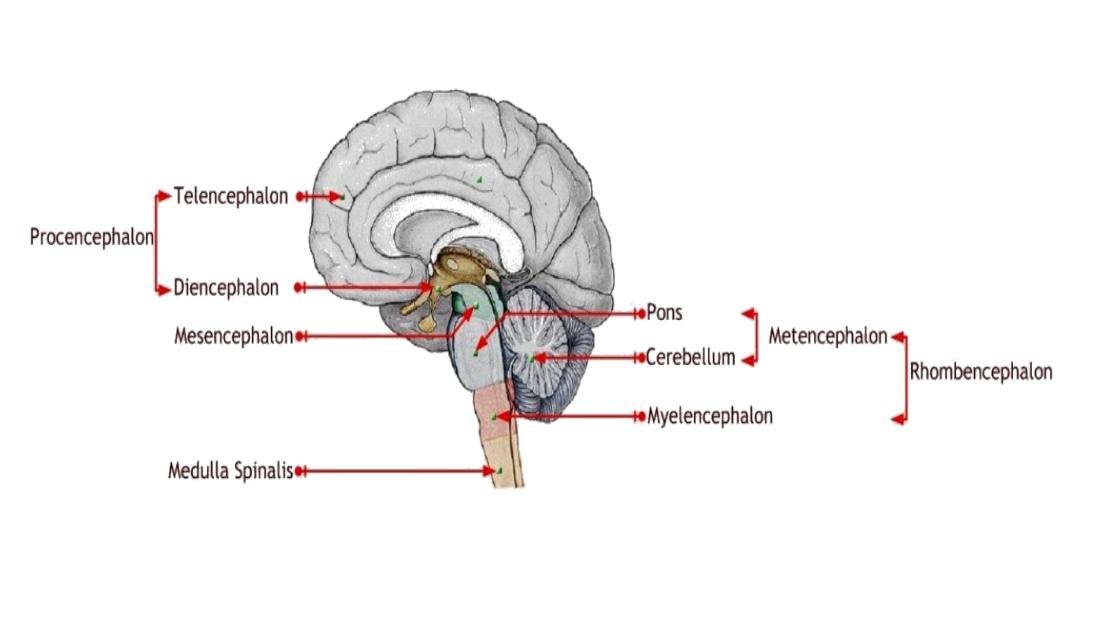 Telencephalon
Procencephalon
Diencephalon
Mesencephalon
Medulla Spinalis
Pons
Cerebellum
Metencephalon
Rhombencephalon
Myelencephalon